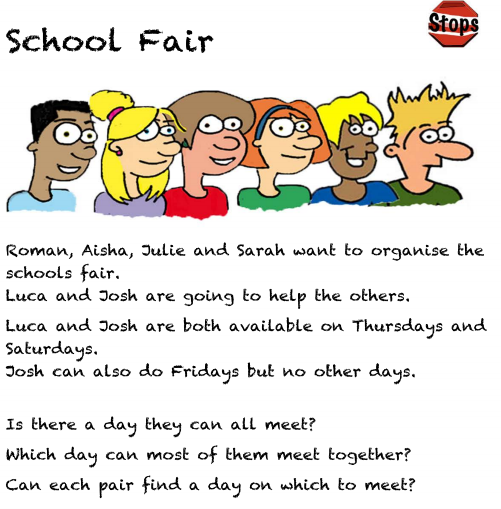 School Fair
Stops
Roman, Aisha, Julie and Sarah want to organise the
schools fair.
Luca and Josh are going to help the others.
Luca and Josh are both available on Thursdays and
Saturdays.
Josh can also do Fridays but no other days.
Is there a day they can all meet?
Which day can most of them meet together?
Can each pair find a day on which to meet?